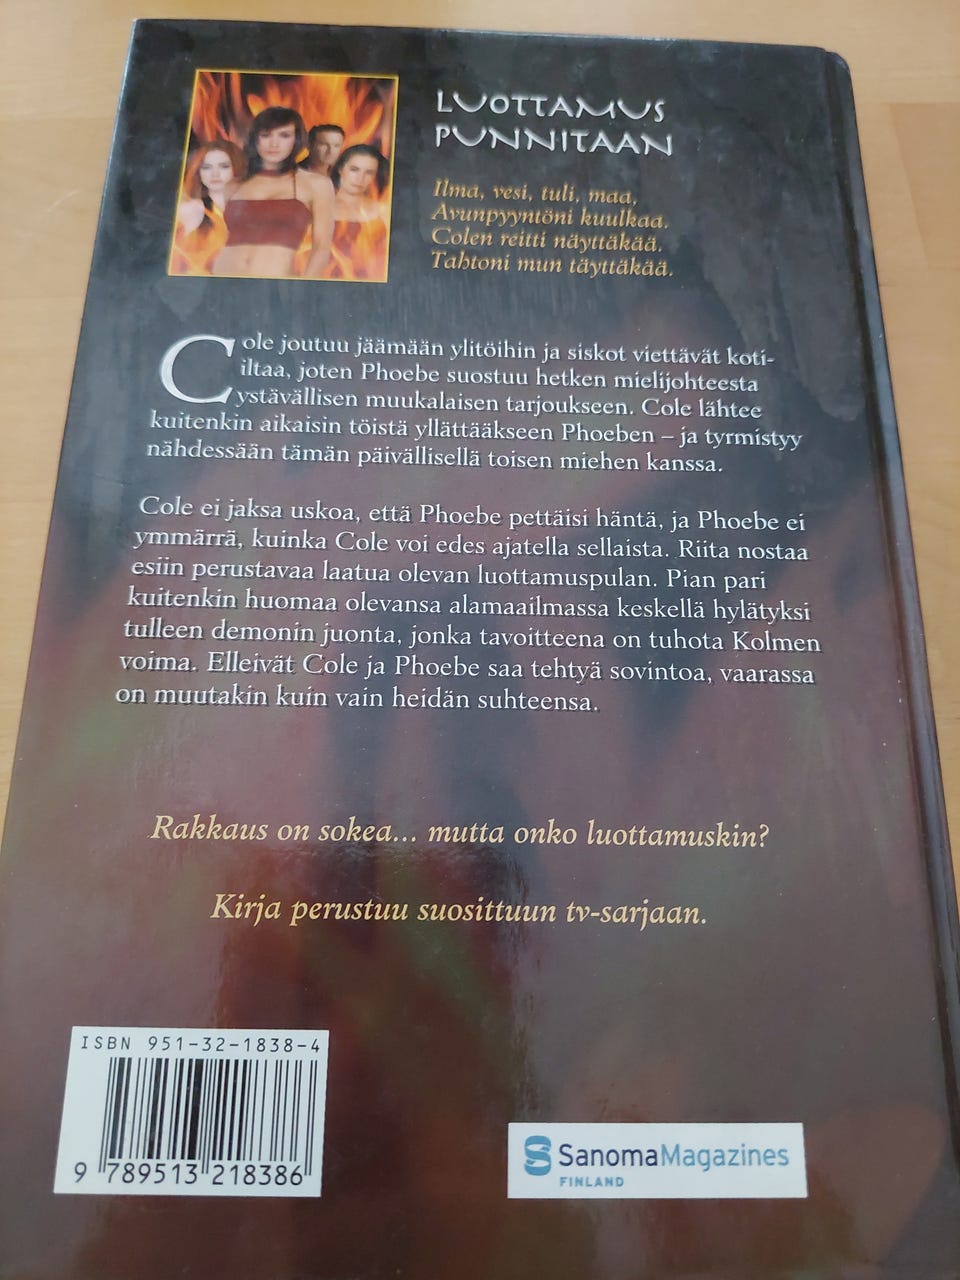 LUOTTAMUS
PUNNITAAN
Ilma, vesi, tuli, maa,
Avunpyyntöni kuulkaa.
Colen reitti näyttäkää.
Tahtoni mun täyttäkää.
Cole joutuu jäämään ylitöihin ja siskot viettävät koti-
iltaa, joten Phoebe suostuu hetken mielijohteesta
ystävällisen muukalaisen tarjoukseen. Cole lähtee
kuitenkin aikaisin töistä yllättääkseen Phoeben – ja tyrmistyy
nähdessään tämän päivällisellä toisen miehen kanssa.
Cole ei jaksa uskoa, että Phoebe pettäisi häntä, ja Phoebe ei
ymmärrä, kuinka Cole voi edes ajatella sellaista. Riita nostaa
esiin perustavaa laatua olevan luottamuspulan. Pian pari
kuitenkin huomaa olevansa alamaailmassa keskellä hylätyksi
tulleen demonin juonta, jonka tavoitteena on tuhota Kolmen
voima. Elleivät Cole ja Phoebe saa tehtyä sovintoa, vaarassa
on muutakin kuin vain heidän suhteensa.
Rakkaus on sokea... mutta onko luottamuskin?
Kirja perustuu suosittuun tv-sarjaan.
ISBN 951-32-1838-4
9 789513 218386
SanomaMagazines
FINLAND